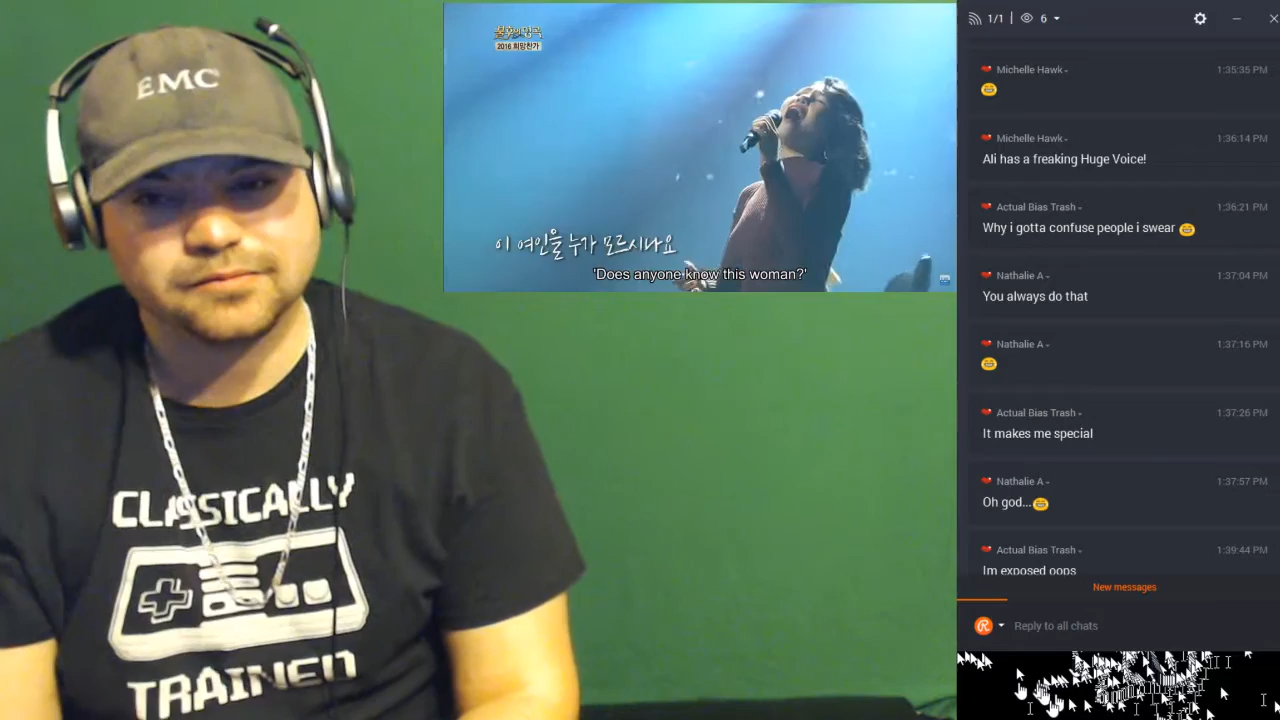 EMC
CLASSICALLY
TRAINED
불후의 명곡
2016 희망찬가
이 여인을 누가 모르시나요
'Does anyone know this woman?'
1/1
6
Michelle Hawk
1:35:35 PM
😂
Michelle Hawk
1:36:14 PM
Ali has a freaking Huge Voice!
Actual Bias Trash
1:36:21 PM
Why i gotta confuse people i swear 😂
Nathalie A
1:37:04 PM
You always do that
Nathalie A
1:37:16 PM
😂
Actual Bias Trash
1:37:26 PM
It makes me special
Nathalie A
1:37:57 PM
Oh god...😂
Actual Bias Trash
1:39:44 PM
Im exposed oops
New messages
Reply to all chats